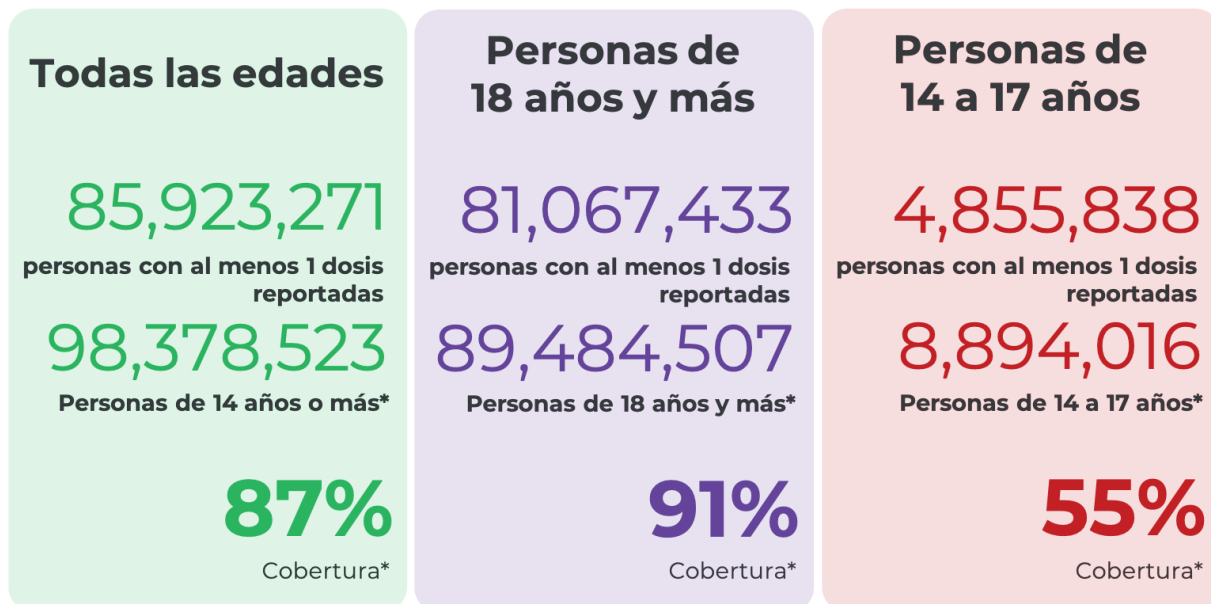 Todas las edades
85,923,271
personas con al menos 1 dosis
reportadas
98,378,523
Personas de 14 años o más*
87%
Cobertura*
Personas de
18 años y más
81,067,433
personas con al menos 1 dosis
reportadas
89,484,507
Personas de 18 años y más*
91%
Cobertura*
Personas de
14 a 17 años
4,855,838
personas con al menos 1 dosis
reportadas
8,894,016
Personas de 14 a 17 años*
55%
Cobertura*